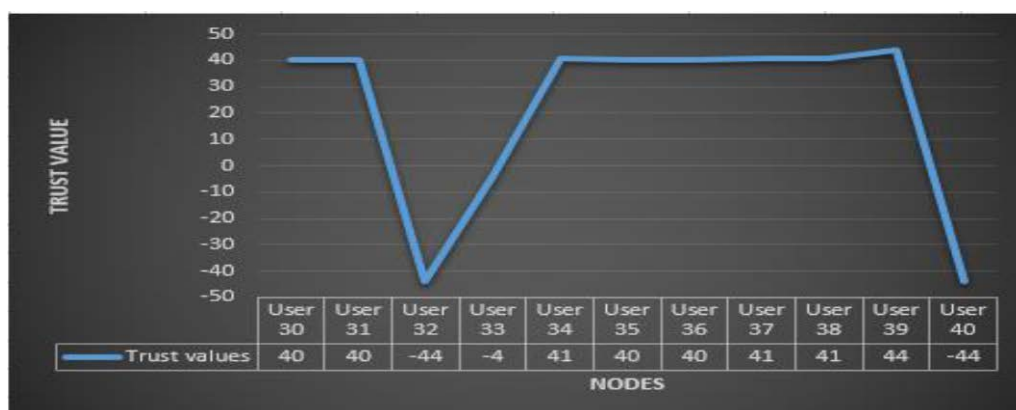 50
40
30
20
10
0
-10
-20
-30
-40
-50
TRUST VALUE
User 30 User 31 User 32 User 33 User 34 User 35 User 36 User 37 User 38 User 39 User 40
Trust values 40 40 -44 -4 41 40 40 41 41 44 -44
NODES